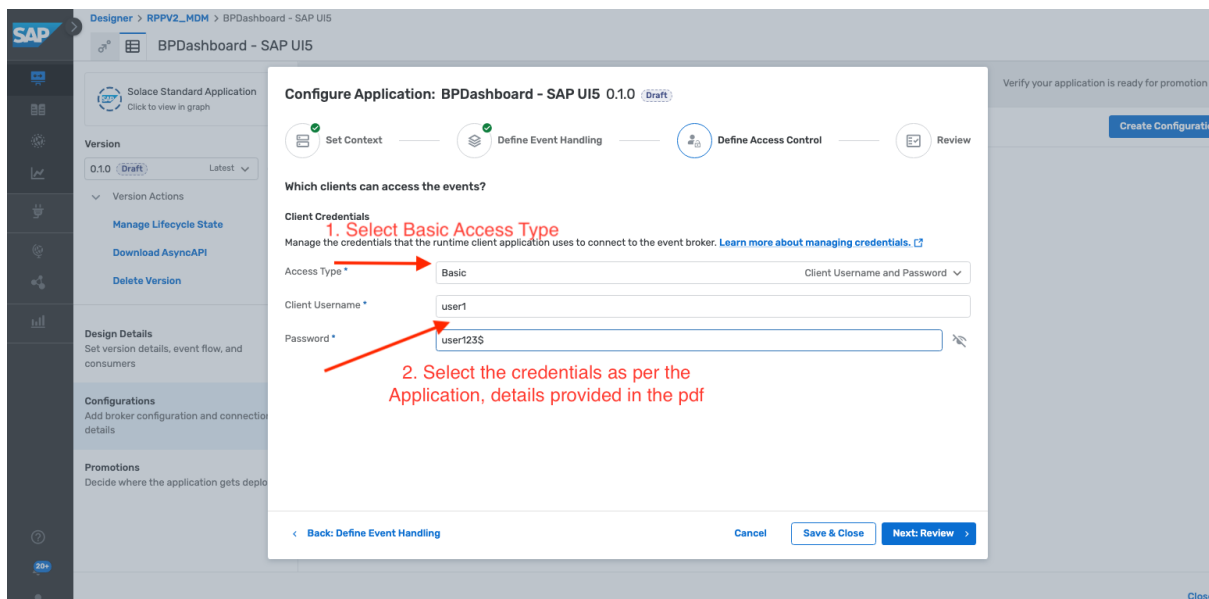 SAP
Designer > RPPV2_MDM > BPDashboard - SAP UI5
BPDashboard - SAP UI5
Solace Standard Application
Click to view in graph
Version
0.1.0 Draft Latest
Version Actions
Manage Lifecycle State
Download AsyncAPI
Delete Version
Design Details
Set version details, event flow, and
consumers
Configurations
Add broker configuration and connection
details
Promotions
Decide where the application gets deplo
20+
Configure Application: BPDashboard - SAP UI5 0.1.0 Draft
Set Context
Define Event Handling
Define Access Control
Review
Which clients can access the events?
Client Credentials
1. Select Basic Access Type
Manage the credentials that the runtime client application uses to connect to the event broker. Learn more about managing credentials.
Access Type * Basic Client Username and Password
Client Username * user1
Password * user123$
2. Select the credentials as per the
Application, details provided in the pdf
< Back: Define Event Handling
Cancel
Save & Close
Next: Review >
Verify your application is ready for promotion
Create Configurati
Close